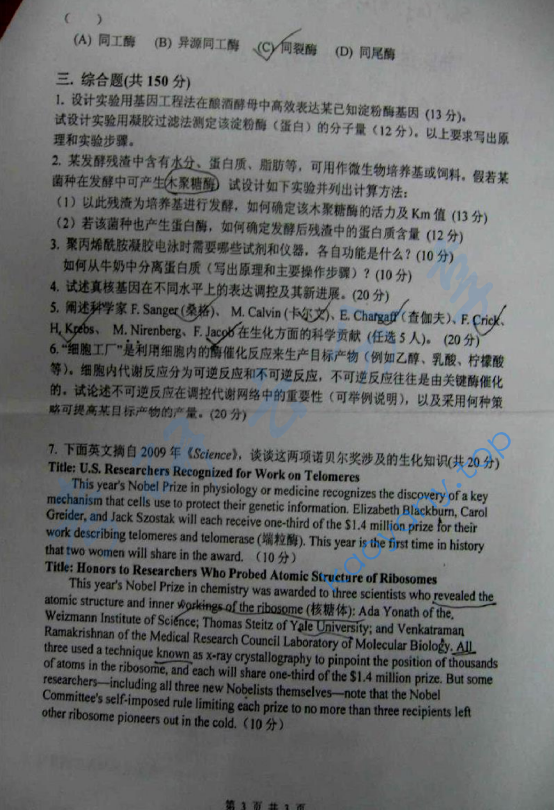 ( )
(A) 同工酶 (B) 异源同工酶 (C) 同裂酶 (D) 同尾酶
三. 综合题(共 150 分)
1. 设计实验用基因工程法在酿酒酵母中高效表达某已知淀粉酶基因 (13 分)。
试设计实验用凝胶过滤法测定该淀粉酶（蛋白）的分子量（12 分）。以上要求写出原
理和实验步骤。
2. 某发酵残渣中含有水分、蛋白质、脂肪等，可用作微生物培养基或饲料。假若某
菌种在发酵中可产生木聚糖酶，试设计如下实验并列出计算方法：
（1）以此残渣为培养基进行发酵，如何确定该木聚糖酶的活力及 Km 值 (13 分)
（2）若该菌种也产生蛋白酶，如何确定发酵后残渣中的蛋白质含量 (12 分)
3. 聚丙烯酰胺凝胶电泳时需要哪些试剂和仪器，各自功能是什么？(10 分)
如何从牛奶中分离蛋白质（写出原理和主要操作步骤）？(10 分)
4. 试述真核基因在不同水平上的表达调控及其新进展。(20 分)
5. 阐述科学家 F. Sanger (桑格)、 M. Calvin (卡尔文)、E. Chargaff (查伽夫)、F. Crick、
H. Krebs、 M. Nirenberg、F. Jacob 在生化方面的科学贡献 (任选 5 人)。 (20 分)
6. “细胞工厂”是利用细胞内的酶催化反应来生产目标产物（例如乙醇、乳酸、柠檬酸
等）。细胞内代谢反应分为可逆反应和不可逆反应，不可逆反应往往是由关键酶催化
的。试论述不可逆反应在调控代谢网络中的重要性（可举例说明），以及采用何种策
略可提高某目标产物的产量。(20 分)
7. 下面英文摘自 2009 年《Science》，谈谈这两项诺贝尔奖涉及的生化知识(共 20 分)
Title: U.S. Researchers Recognized for Work on Telomeres
This year's Nobel Prize in physiology or medicine recognizes the discovery of a key
mechanism that cells use to protect their genetic information. Elizabeth Blackburn, Carol
Greider, and Jack Szostak will each receive one-third of the $1.4 million prize for their
work describing telomeres and telomerase (端粒酶). This year is the first time in history
that two women will share in the award. （10 分）
Title: Honors to Researchers Who Probed Atomic Structure of Ribosomes
This year's Nobel Prize in chemistry was awarded to three scientists who revealed the
atomic structure and inner workings of the ribosome (核糖体): Ada Yonath of the
Weizmann Institute of Science; Thomas Steitz of Yale University; and Venkatraman
Ramakrishnan of the Medical Research Council Laboratory of Molecular Biology. All
three used a technique known as x-ray crystallography to pinpoint the position of thousands
of atoms in the ribosome, and each will share one-third of the $1.4 million prize. But some
researchers—including all three new Nobelists themselves—note that the Nobel
Committee's self-imposed rule limiting each prize to no more than three recipients left
other ribosome pioneers out in the cold. (10 分)
第 3 页 共 3 页